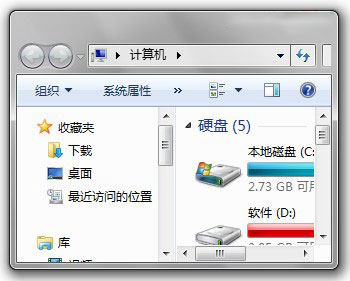 计算机
组织 系统属性 »
收藏夹
下载
桌面
最近访问的位置
库
视频
硬盘 (5)
本地磁盘 (C:
2.73 GB 可用
软件 (D:)